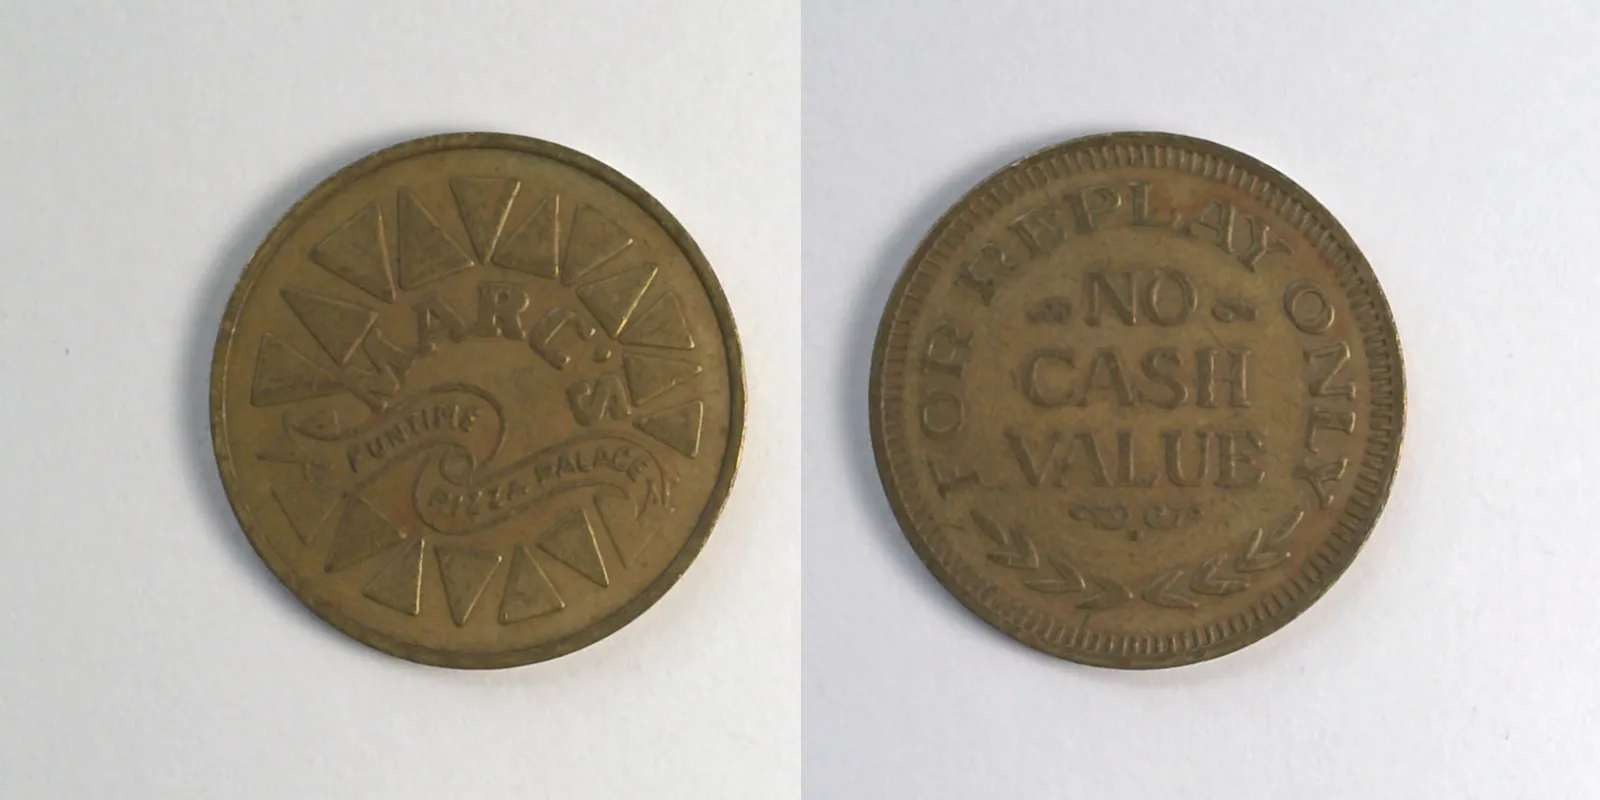 MARC'S
FUNTIME
PIZZA PALACE
FOR REPLAY ONLY
NO
CASH
VALUE